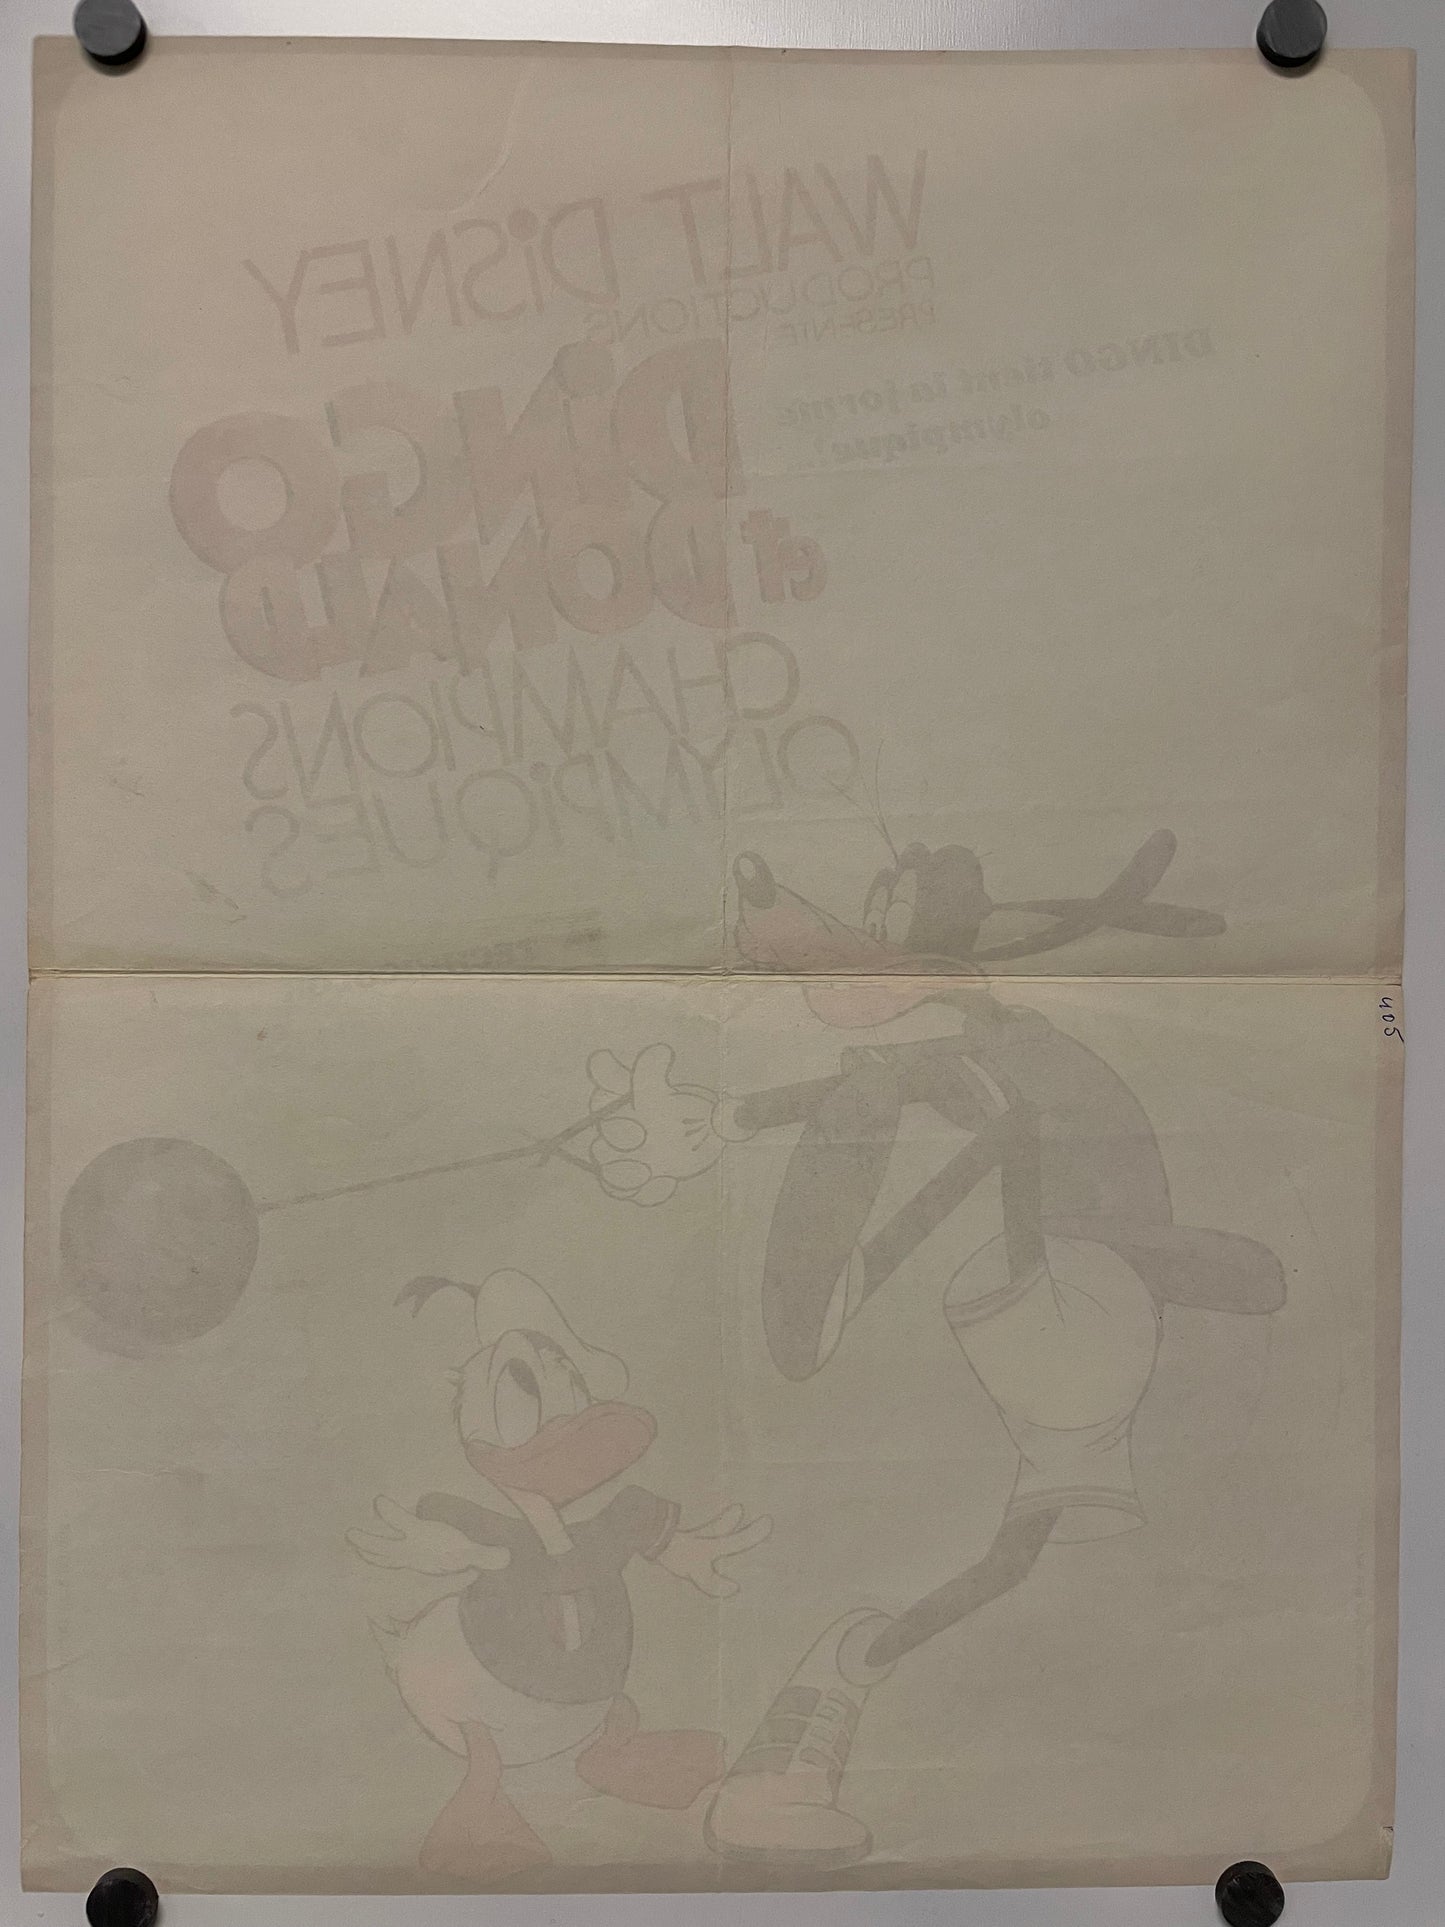 WALT DiSNEY
PRODUCTIONS
PRESENTE
DiNGO
et DONALD
CHAMPIONS
OLYMPiQUES
DINGO tient la forme
olympique!...
405